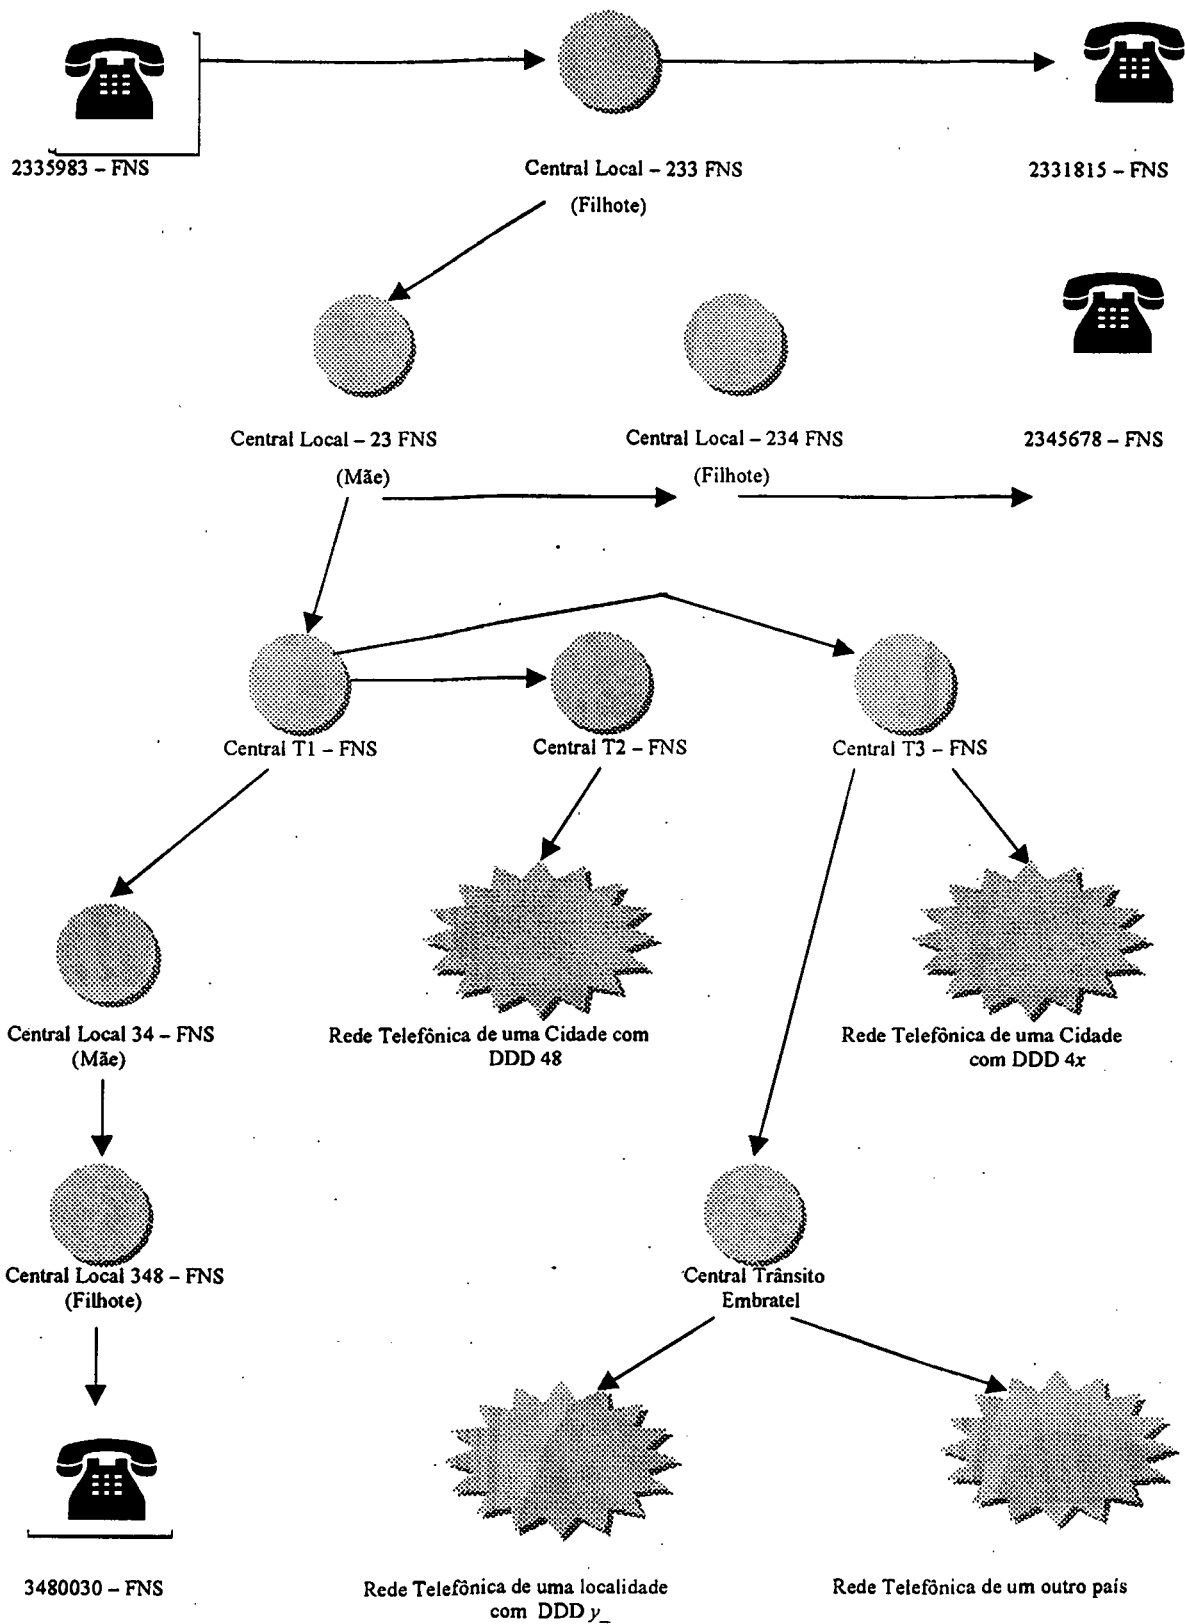 2335983 – FNS
Central Local – 233 FNS
(Filhote)
2331815 – FNS
Central Local – 23 FNS
(Mãe)
Central Local – 234 FNS
(Filhote)
2345678 – FNS
Central T1 – FNS
Central T2 – FNS
Central T3 – FNS
Central Local 34 – FNS
(Mãe)
Rede Telefônica de uma Cidade com
DDD 48
Rede Telefônica de uma Cidade
com DDD 4x
Central Local 348 – FNS
(Filhote)
Central Trânsito
Embratel
3480030 – FNS
Rede Telefônica de uma localidade
com DDD y_
Rede Telefônica de um outro país